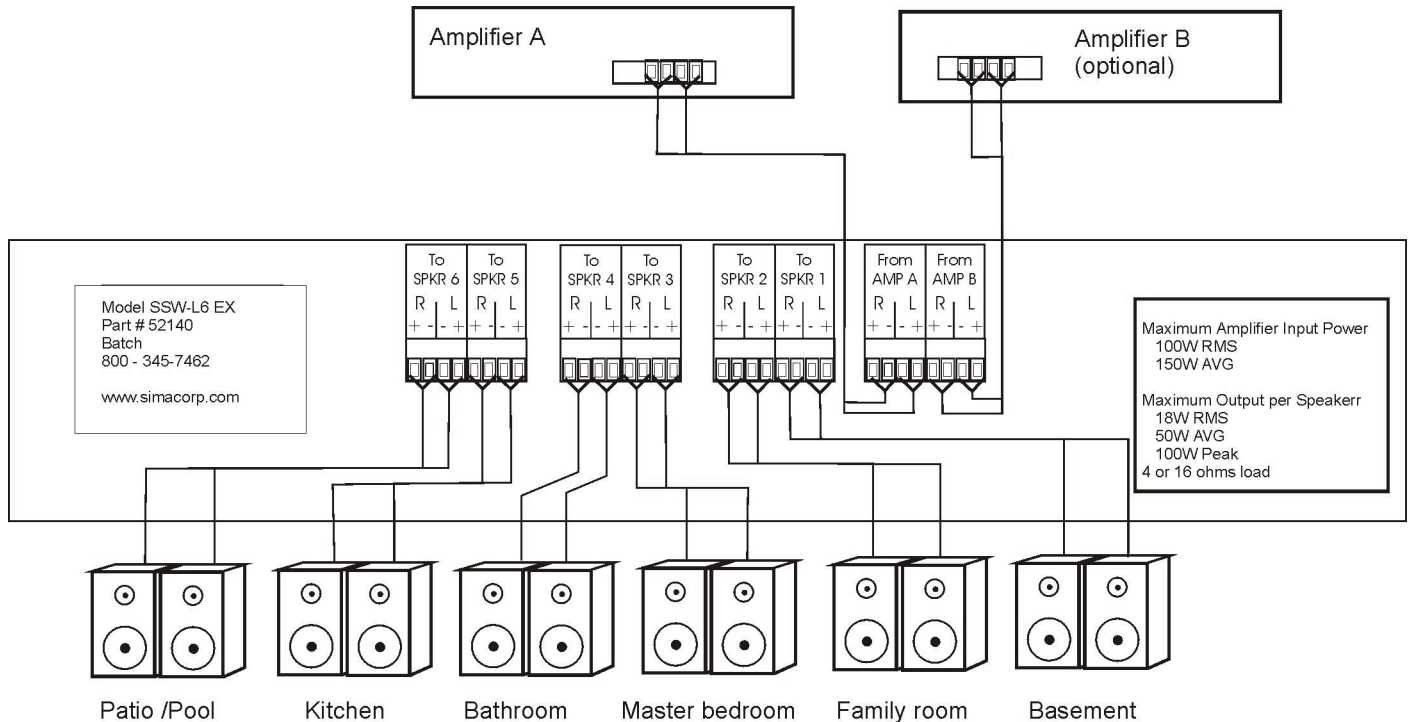 Amplifier A
Amplifier B
(optional)
To
SPKR 6
To
SPKR 5
To
SPKR 4
To
SPKR 3
To
SPKR 2
To
SPKR 1
From
AMP A
From
AMP B
R L R L
R L R L
R L R L
R L R L
+ - - + + - - +
+ - - + + - - +
+ - - + + - - +
+ - - + + - - +
Model SSW-L6 EX
Part # 52140
Batch
800 - 345-7462
www.simacorp.com
Maximum Amplifier Input Power
100W RMS
150W AVG
Maximum Output per Speakerr
18W RMS
50W AVG
100W Peak
4 or 16 ohms load
Patio /Pool
Kitchen
Bathroom
Master bedroom
Family room
Basement